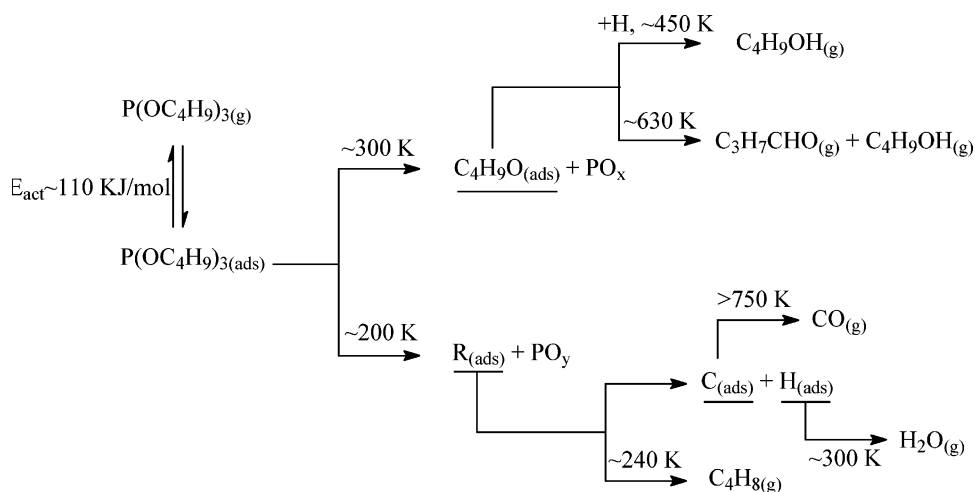 +H, ~450 K
C₄H₉OH₍g₎
P(OC₄H₉)₃₍g₎
~630 K
C₃H₇CHO₍g₎ + C₄H₉OH₍g₎
~300 K
C₄H₉O₍ads₎ + POₓ
Eact~110 KJ/mol
P(OC₄H₉)₃₍ads₎
>750 K
CO₍g₎
~200 K
R₍ads₎ + POy
C₍ads₎ + H₍ads₎
~300 K
H₂O₍g₎
~240 K
C₄H₈₍g₎